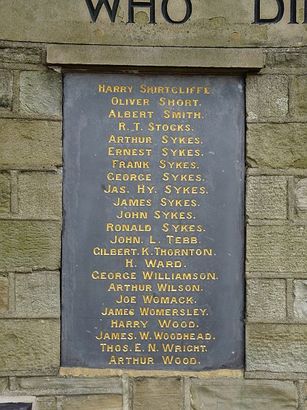 WHO DI
HARRY SHIRTCLIFFE.
OLIVER SHORT.
ALBERT SMITH.
R. T. STOCKS.
ARTHUR SYKES.
ERNEST SYKES.
FRANK SYKES.
GEORGE SYKES.
JAS. HY. SYKES.
JAMES SYKES.
JOHN SYKES.
RONALD SYKES.
JOHN. L. TEBB.
GILBERT. K. THORNTON.
H. WARD.
GEORGE WILLIAMSON.
ARTHUR WILSON.
JOE WOMACK.
JAMES WOMERSLEY.
HARRY WOOD.
JAMES. W. WOODHEAD.
THOS. E. N. WRIGHT.
ARTHUR WOOD.